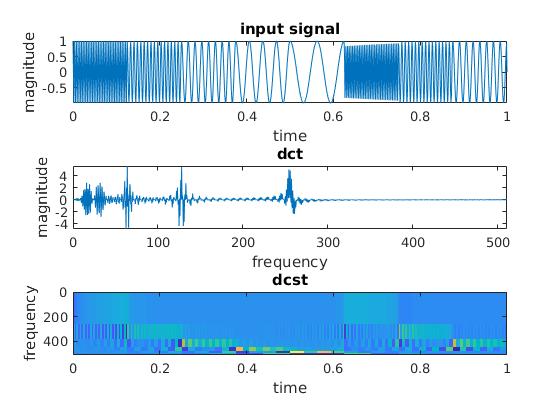 input signal
magnitude
1
0.5
0
-0.5
0 0.2 0.4 0.6 0.8 1
time
dct
magnitude
4
2
0
-2
-4
0 100 200 300 400 500
frequency
dcst
frequency
0
200
400
0 0.2 0.4 0.6 0.8 1
time